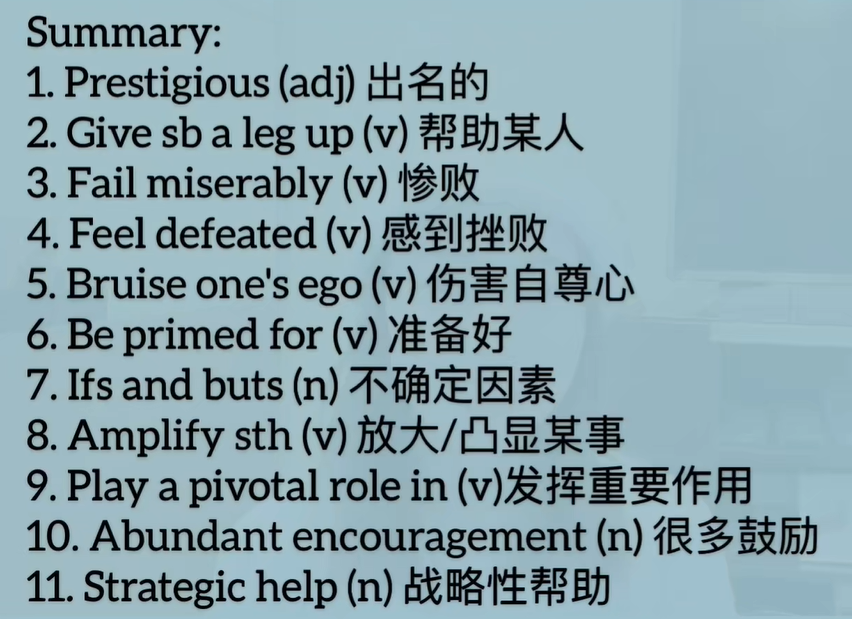 Summary:
1. Prestigious (adj) 出名的
2. Give sb a leg up (v) 帮助某人
3. Fail miserably (v) 惨败
4. Feel defeated (v) 感到挫败
5. Bruise one's ego (v) 伤害自尊心
6. Be primed for (v) 准备好
7. Ifs and buts (n) 不确定因素
8. Amplify sth (v) 放大/凸显某事
9. Play a pivotal role in (v)发挥重要作用
10. Abundant encouragement (n) 很多鼓励
11. Strategic help (n) 战略性帮助